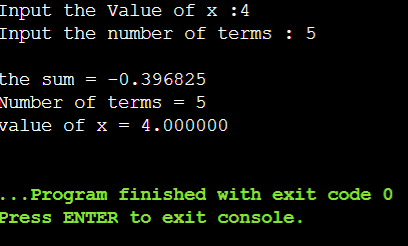 Input the Value of x :4
Input the number of terms : 5
the sum = -0.396825
Number of terms = 5
value of x = 4.000000
...Program finished with exit code 0
Press ENTER to exit console.